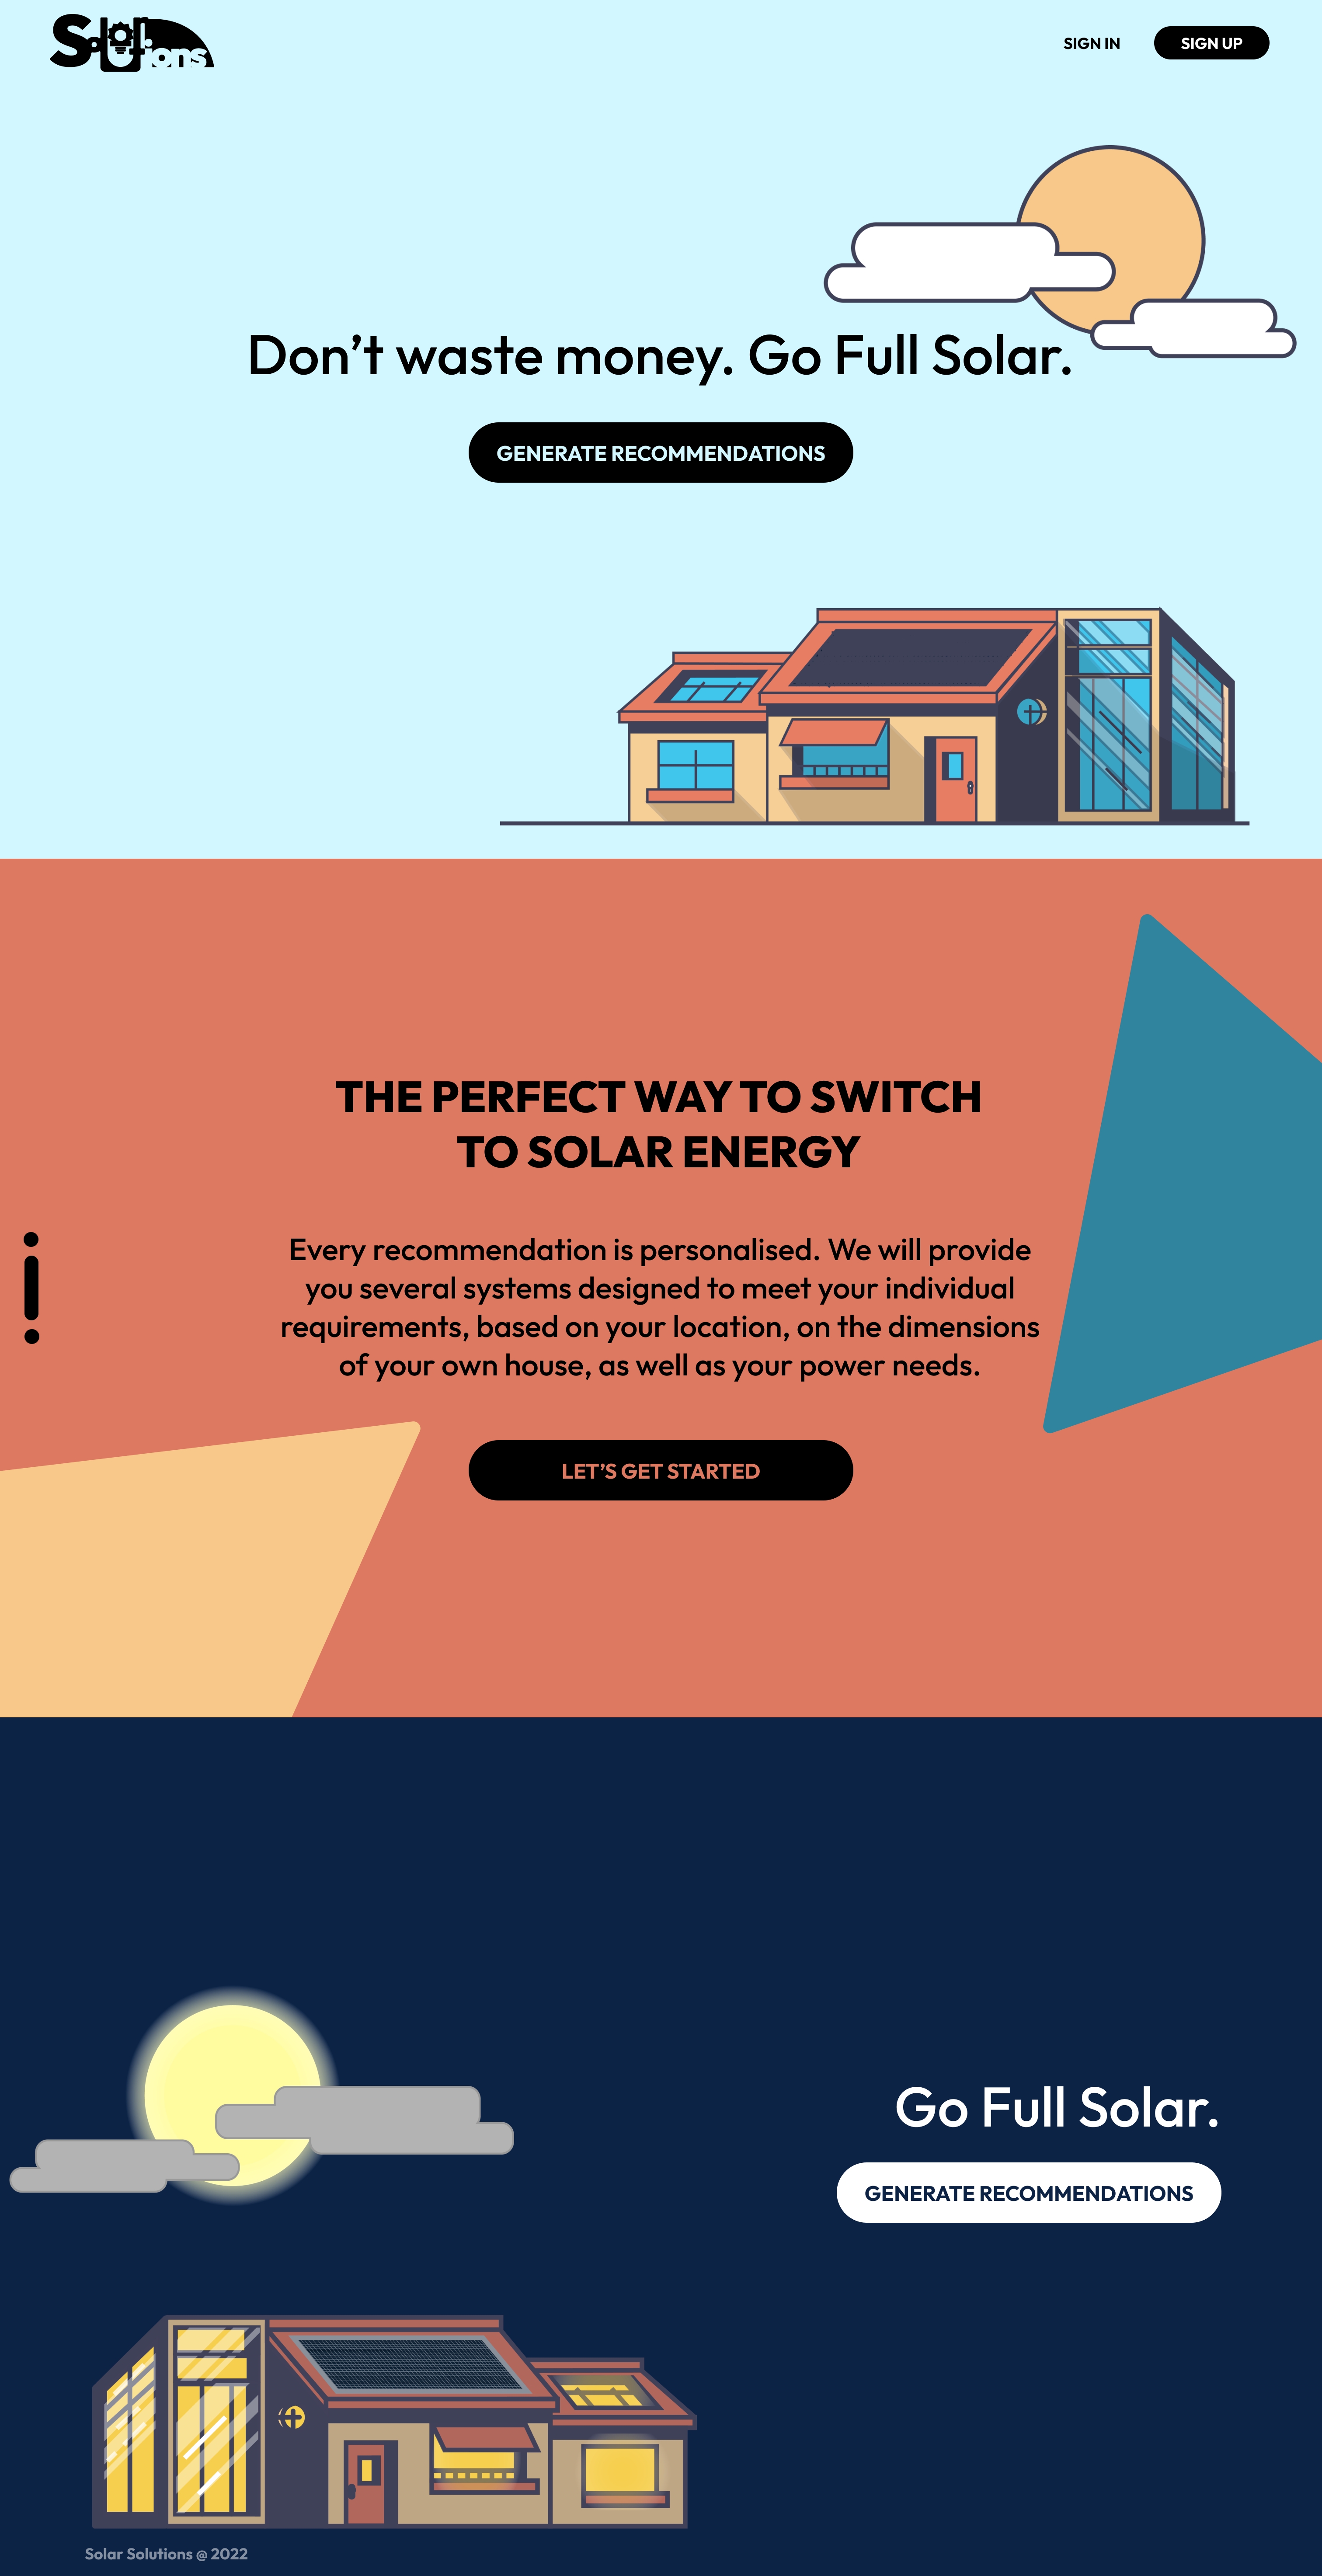 Solutions
SIGN IN
SIGN UP
Don’t waste money. Go Full Solar.
GENERATE RECOMMENDATIONS
THE PERFECT WAY TO SWITCH
TO SOLAR ENERGY
Every recommendation is personalised. We will provide
you several systems designed to meet your individual
requirements, based on your location, on the dimensions
of your own house, as well as your power needs.
LET’S GET STARTED
Go Full Solar.
GENERATE RECOMMENDATIONS
Solar Solutions @ 2022